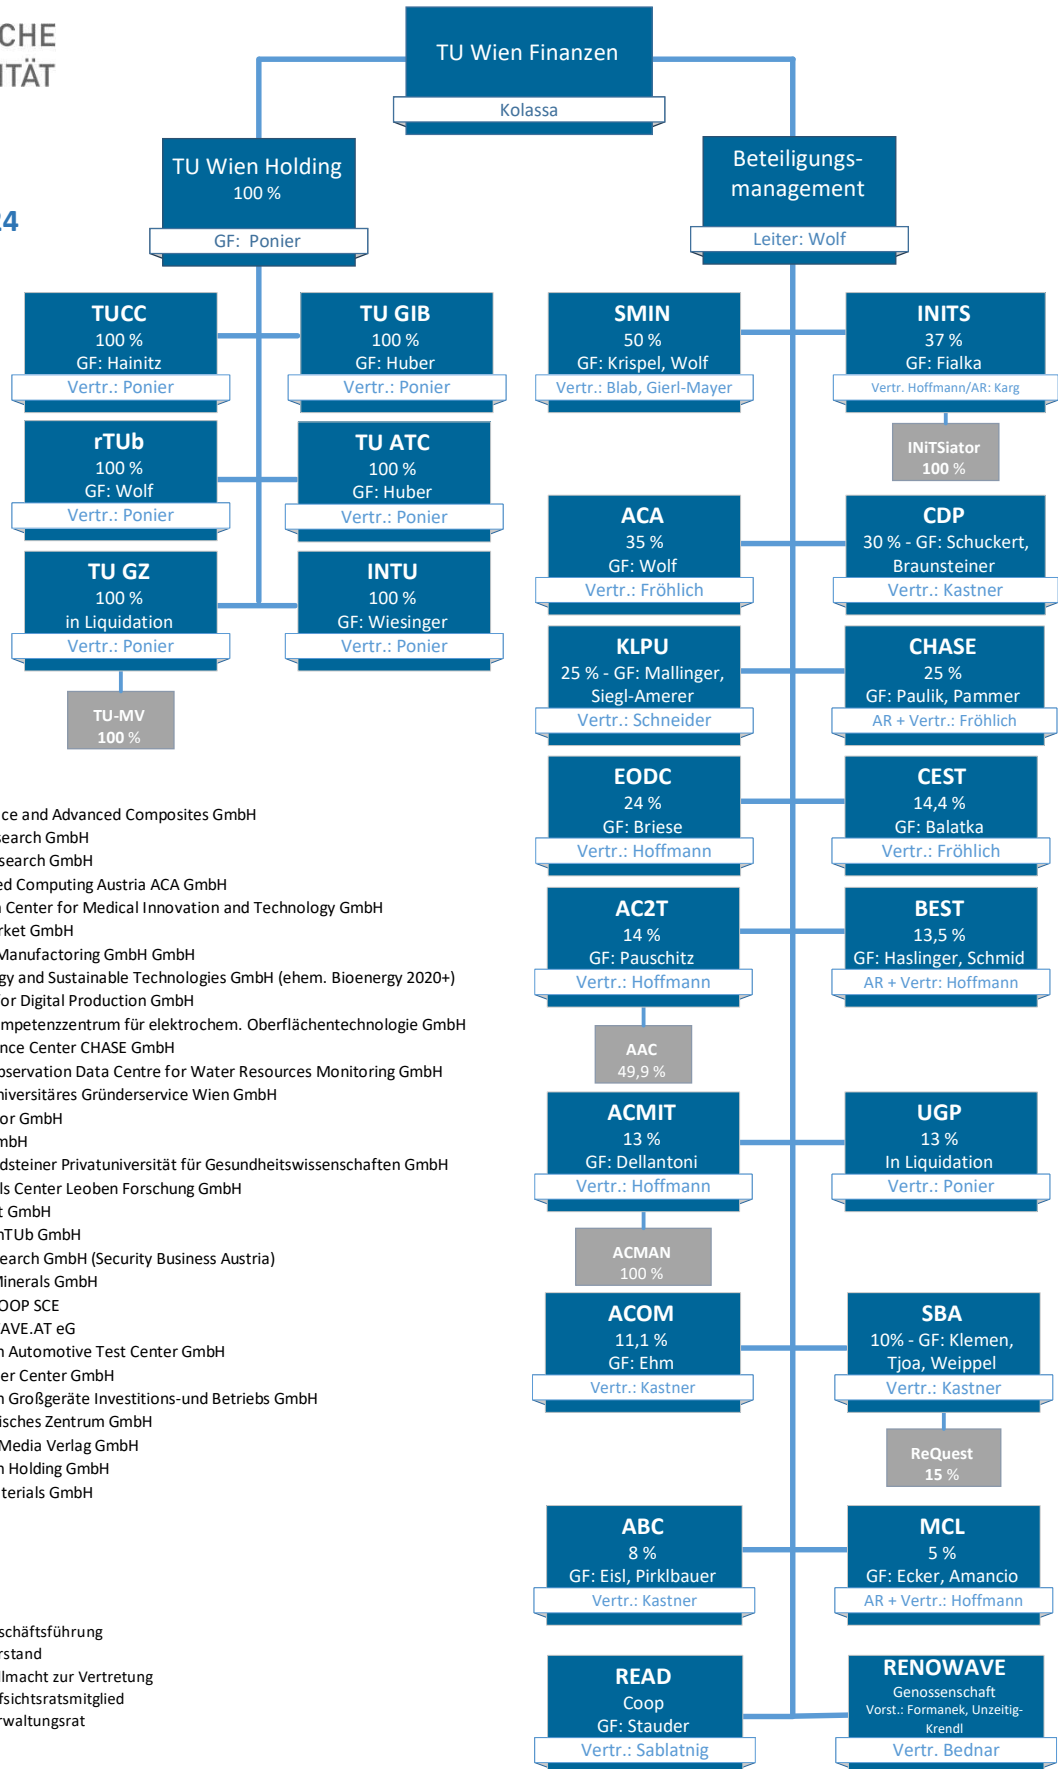 CHE
ITÄT
24
TU Wien Finanzen
Kolassa
TU Wien Holding
100 %
GF: Ponier
Beteiligungs-
management
Leiter: Wolf
TUCC
100 %
GF: Hainitz
Vertr.: Ponier
TU GIB
100 %
GF: Huber
Vertr.: Ponier
rTUb
100 %
GF: Wolf
Vertr.: Ponier
TU ATC
100 %
GF: Huber
Vertr.: Ponier
TU GZ
100 %
in Liquidation
Vertr.: Ponier
INTU
100 %
GF: Wiesinger
Vertr.: Ponier
TU-MV
100 %
SMIN
50 %
GF: Krispel, Wolf
Vertr.: Blab, Gierl-Mayer
INITS
37 %
GF: Fialka
Vertr. Hoffmann/AR: Karg
INiTSiator
100 %
ACA
35 %
GF: Wolf
Vertr.: Fröhlich
CDP
30 % - GF: Schuckert,
Braunsteiner
Vertr.: Kastner
KLPU
25 % - GF: Mallinger,
Siegl-Amerer
Vertr.: Schneider
CHASE
25 %
GF: Paulik, Pammer
AR + Vertr.: Fröhlich
EODC
24 %
GF: Briese
Vertr.: Hoffmann
CEST
14,4 %
GF: Balatka
Vertr.: Fröhlich
AC2T
14 %
GF: Pauschitz
Vertr.: Hoffmann
BEST
13,5 %
GF: Haslinger, Schmid
AR + Vertr: Hoffmann
AAC
49,9 %
ACMIT
13 %
GF: Dellantoni
Vertr.: Hoffmann
UGP
13 %
In Liquidation
Vertr.: Ponier
ACMAN
100 %
ACOM
11,1 %
GF: Ehm
Vertr.: Kastner
SBA
10% - GF: Klemen,
Tjoa, Weippel
Vertr.: Kastner
ReQuest
15 %
ABC
8 %
GF: Eisl, Pirklbauer
Vertr.: Kastner
MCL
5 %
GF: Ecker, Amancio
AR + Vertr.: Hoffmann
READ
Coop
GF: Stauder
Vertr.: Sablatnig
RENOWAVE
Genossenschaft
Vorst.: Formanek, Unzeitig-
Krendl
Vertr. Bednar
ce and Advanced Composites GmbH
search GmbH
search GmbH
ed Computing Austria ACA GmbH
n Center for Medical Innovation and Technology GmbH
rket GmbH
Manufactoring GmbH GmbH
gy and Sustainable Technologies GmbH (ehem. Bioenergy 2020+)
or Digital Production GmbH
mpetenzzentrum für elektrochem. Oberflächentechnologie GmbH
nce Center CHASE GmbH
bservation Data Centre for Water Resources Monitoring GmbH
niversitäres Gründerservice Wien GmbH
or GmbH
mbH
dsteiner Privatuniversität für Gesundheitswissenschaften GmbH
ls Center Leoben Forschung GmbH
t GmbH
nTUb GmbH
earch GmbH (Security Business Austria)
Minerals GmbH
OOP SCE
AVE.AT eG
n Automotive Test Center GmbH
er Center GmbH
n Großgeräte Investitions-und Betriebs GmbH
isches Zentrum GmbH
Media Verlag GmbH
n Holding GmbH
terials GmbH
schäftsführung
rstand
llmacht zur Vertretung
fsichtsratsmitglied
rwaltungsrat